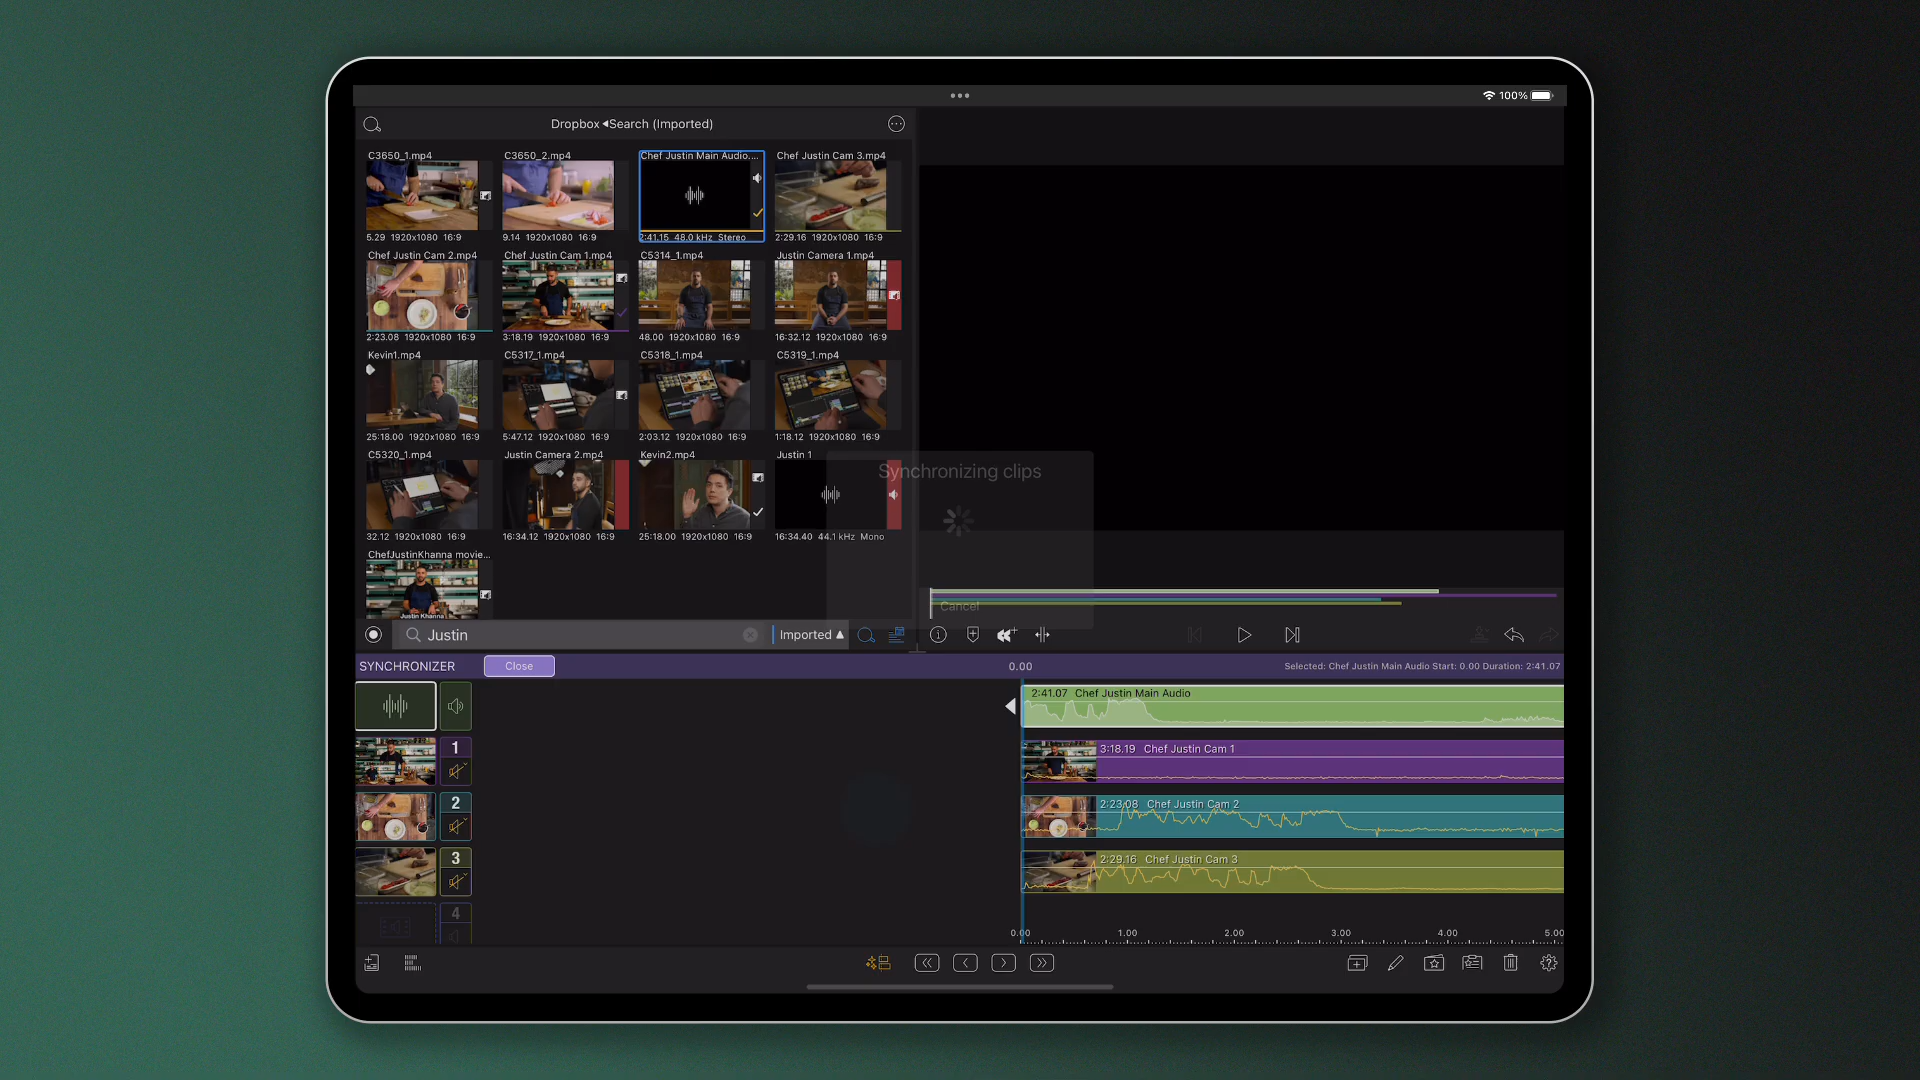 100%
Dropbox ◂Search (Imported)
C3650_1.mp4
C3650_2.mp4
Chef Justin Main Audio....
Chef Justin Cam 3.mp4
5.29 1920x1080 16:9
9.14 1920x1080 16:9
2:41.15 48.0 kHz Stereo
2:29.16 1920x1080 16:9
Chef Justin Cam 2.mp4
Chef Justin Cam 1.mp4
C5314_1.mp4
Justin Camera 1.mp4
2:23.08 1920x1080 16:9
3:18.19 1920x1080 16:9
48.00 1920x1080 16:9
16:32.12 1920x1080 16:9
Kevin1.mp4
C5317_1.mp4
C5318_1.mp4
C5319_1.mp4
25:18.00 1920x1080 16:9
5:47.12 1920x1080 16:9
2:03.12 1920x1080 16:9
1:18.12 1920x1080 16:9
C5320_1.mp4
Justin Camera 2.mp4
Kevin2.mp4
Justin 1
Synchronizing clips
32.12 1920x1080 16:9
16:34.12 1920x1080 16:9
25:18.00 1920x1080 16:9
16:34.40 44.1 kHz Mono
ChefJustinKhanna movie...
Justin Khanna
Cancel
Justin
Imported ▲
SYNCHRONIZER
Close
0.00
Selected: Chef Justin Main Audio Start: 0.00 Duration: 2:41.07
2:41.07 Chef Justin Main Audio
1
3:18.19 Chef Justin Cam 1
2
2:23.08 Chef Justin Cam 2
3
2:29.16 Chef Justin Cam 3
4
0.00 1.00 2.00 3.00 4.00 5.00